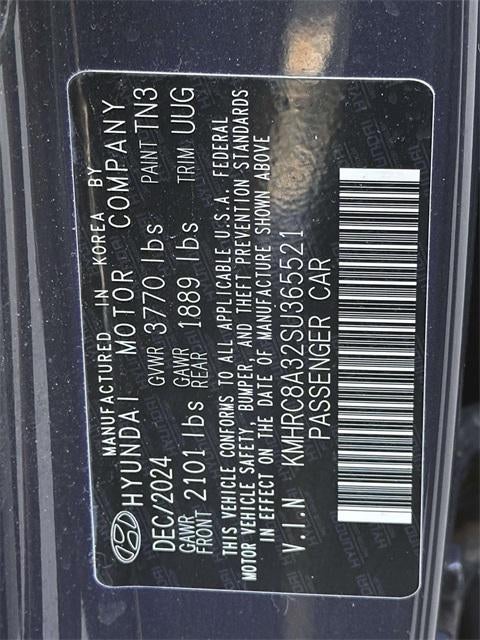 MANUFACTURED IN KOREA BY
HYUNDAI MOTOR COMPANY
DEC/2024 GVWR 3770 lbs PAINT TN3
GAWR FRONT 2101 lbs GAWR REAR 1889 lbs TRIM UUG
THIS VEHICLE CONFORMS TO ALL APPLICABLE U.S.A. FEDERAL
MOTOR VEHICLE SAFETY, BUMPER, AND THEFT PREVENTION STANDARDS
IN EFFECT ON THE DATE OF MANUFACTURE SHOWN ABOVE
V.I.N KMHRC8A32SU365521
PASSENGER CAR